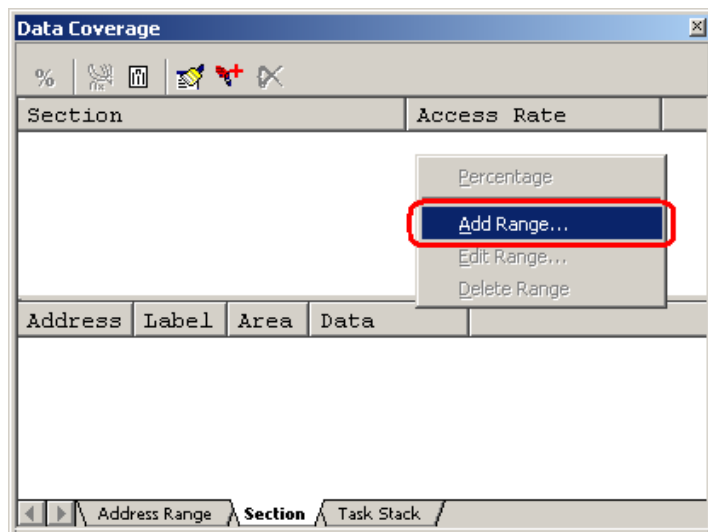 Data Coverage
%
Section Access Rate
Percentage
Add Range...
Edit Range...
Delete Range
Address Label Area Data
Address Range Section Task Stack